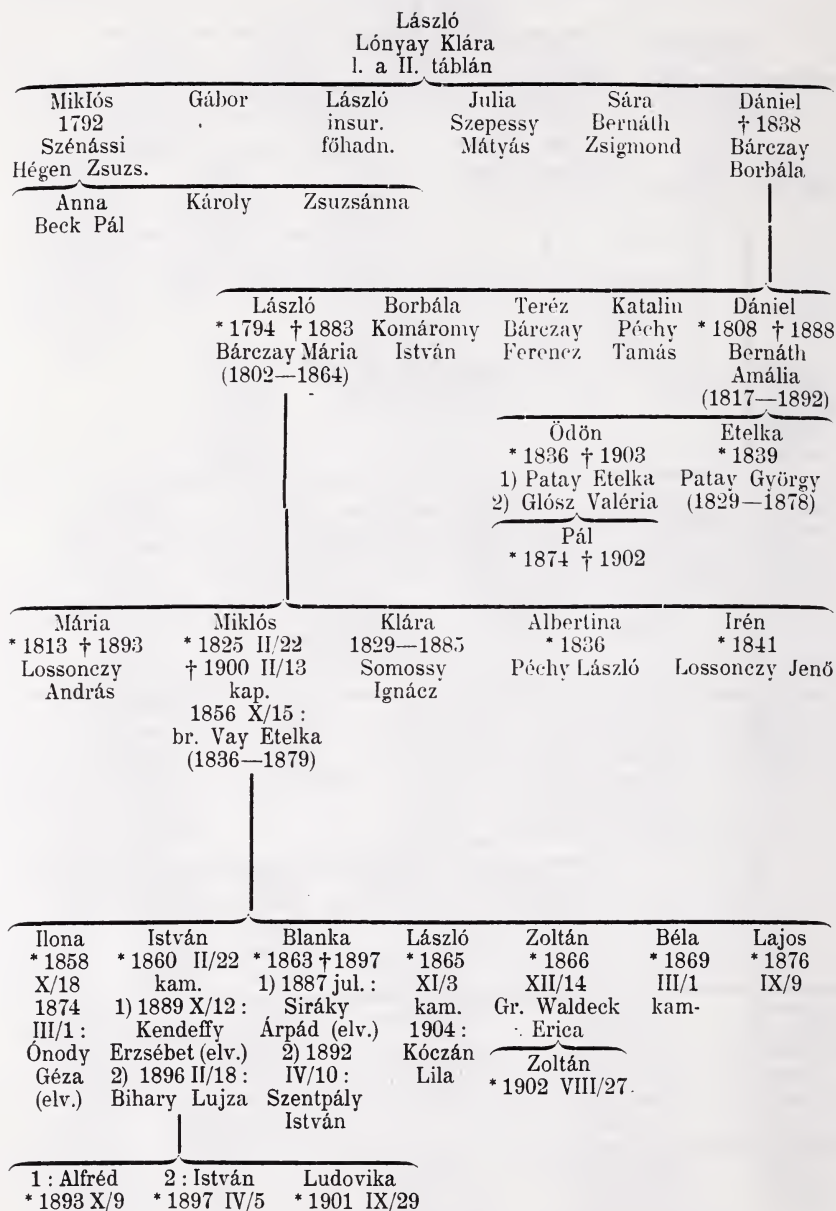 László
Lónyay Klára
l. a II. táblán
Miklós Gábor László Julia Sára Dániel
1792 insur. Szepessy Bernáth † 1838
Szénássi főhadn. Mátyás Zsigmond Bárczay
Hégen Zsuzs. Borbála
Anna Károly Zsuzsánna
Beck Pál
László Borbála Teréz Katalin Dániel
* 1794 † 1883 Komáromy Bárczay Péchy * 1808 † 1888
Bárczay Mária István Ferencz Tamás Bernáth
(1802—1864) Amália
(1817—1892)
Ödön Etelka
* 1836 † 1903 * 1839
1) Patay Etelka Patay György
2) Glósz Valéria (1829—1878)
Pál
* 1874 † 1902
Mária Miklós Klára Albertina Irén
* 1813 † 1893 * 1825 II/22 1829—1885 * 1836 * 1841
Lossonczy † 1900 II/13 Somossy Péchy László Lossonczy Jenő
András kap. Ignácz
1856 X/15 :
br. Vay Etelka
(1836—1879)
Ilona István Blanka László Zoltán Béla Lajos
* 1858 * 1860 II/22 * 1863 † 1897 * 1865 * 1866 * 1869 * 1876
X/18 kam. 1) 1887 jul. : XI/3 XII/14 III/1 IX/9
1874 1) 1889 X/12 : Siráky kam. Gr. Waldeck kam-
III/1 : Kendeffy Árpád (elv.) 1904 : Erica
Ónody Erzsébet (elv.) 2) 1892 Kóczán Zoltán
Géza 2) 1896 II/18 : IV/10 : Lila * 1902 VIII/27.
(elv.) Bihary Lujza Szentpály
István
1 : Alfréd 2 : István Ludovika
* 1893 X/9 * 1897 IV/5 * 1901 IX/29